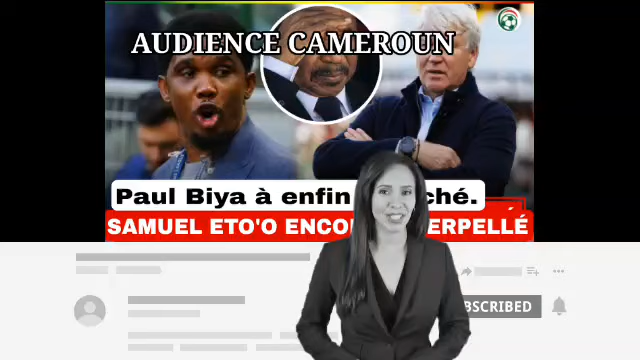 AUDIENCE CAMEROUN
Paul Biya à enfin ché.
SAMUEL ETO'O ENCO ERPELLÉ
BSCRIBED